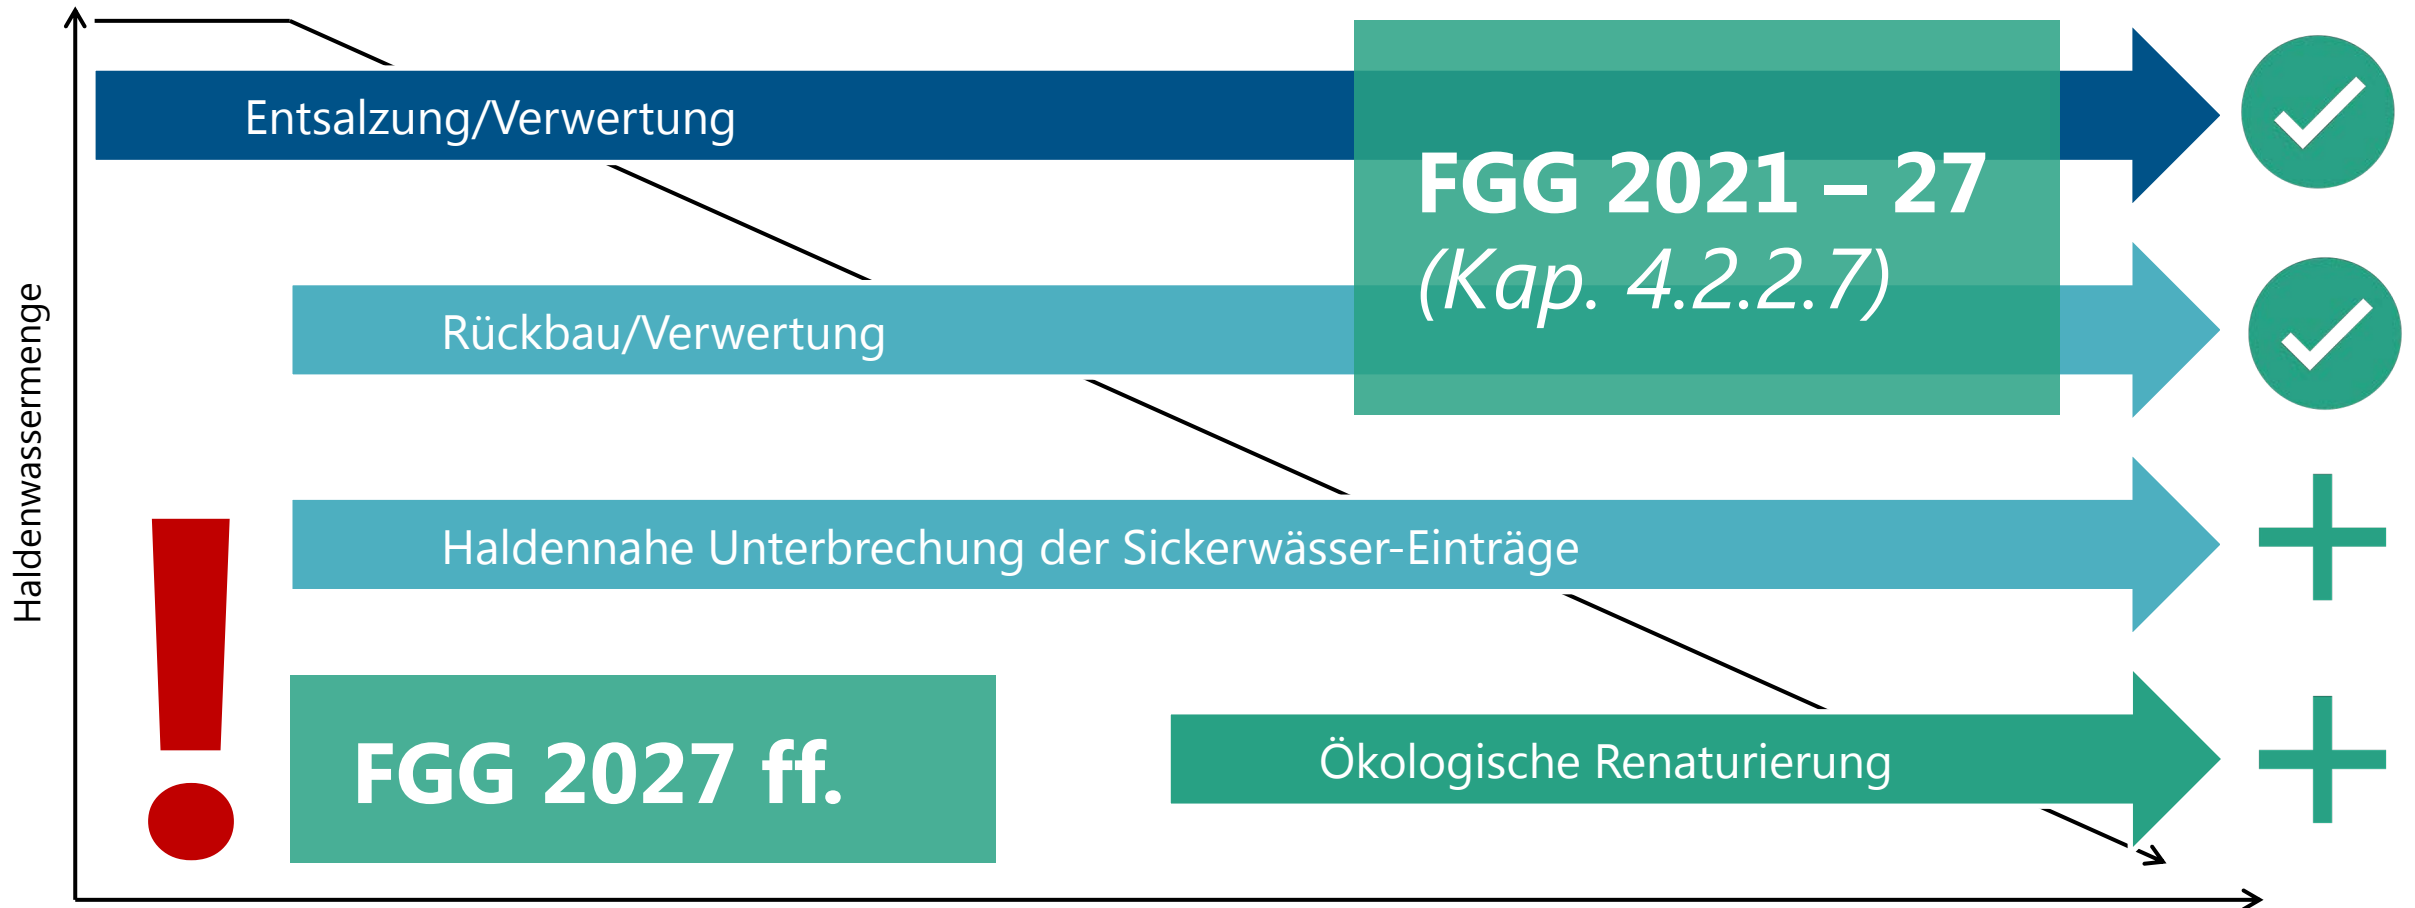 Haldenwassermenge
Entsalzung/Verwertung
FGG 2021 – 27
(Kap. 4.2.2.7)
Rückbau/Verwertung
Haldennahe Unterbrechung der Sickerwässer-Einträge
!
FGG 2027 ff.
Ökologische Renaturierung